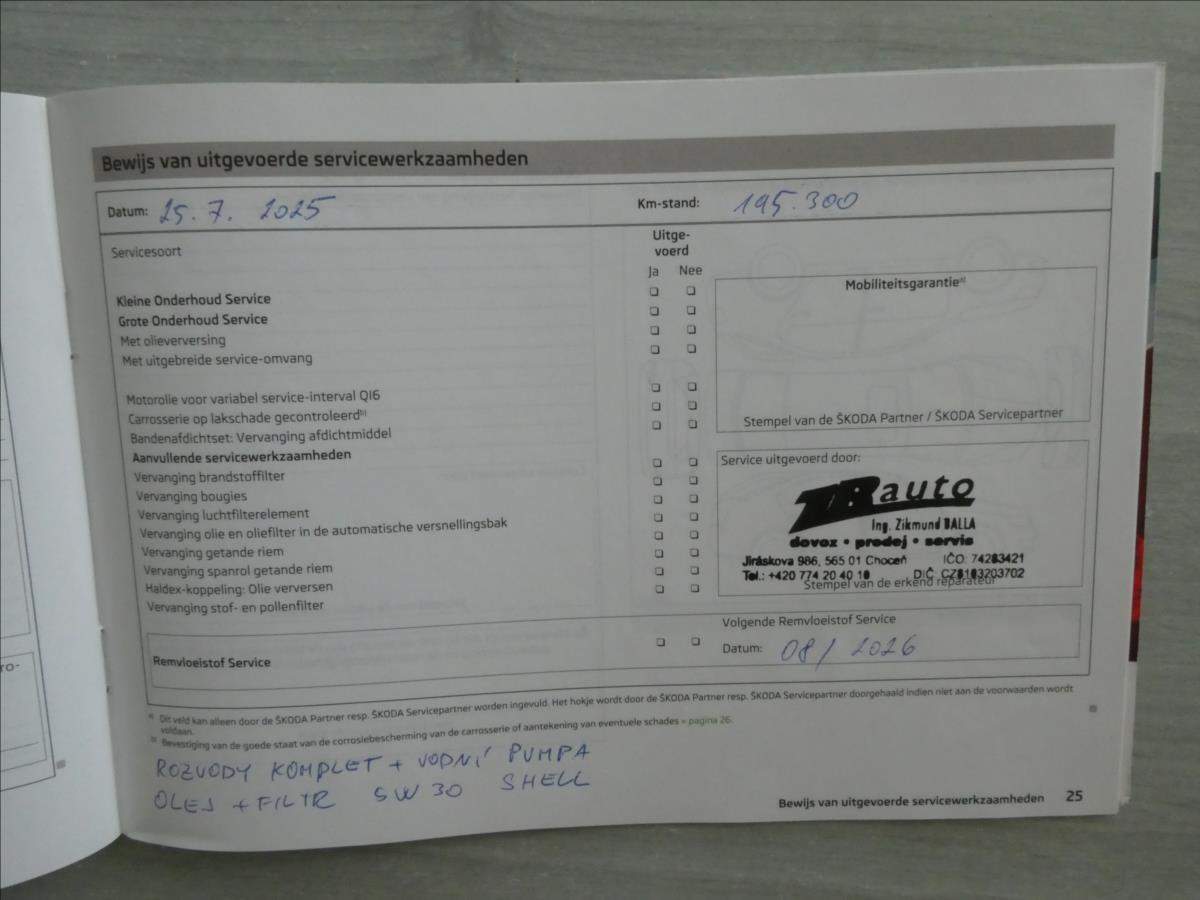 Bewijs van uitgevoerde servicewerkzaamheden
Datum: 25. 7. 2025 Km-stand: 195.300
Servicesoort
Uitge-
voerd
Ja Nee
Kleine Onderhoud Service
Grote Onderhoud Service
Met olieverversing
Met uitgebreide service-omvang
Motorolie voor variabel service-interval QI6
Carrosserie op lakschade gecontroleerd b)
Bandenafdichtset: Vervanging afdichtmiddel
Aanvullende servicewerkzaamheden
Vervanging brandstoffilter
Vervanging bougies
Vervanging luchtfilterelement
Vervanging olie en oliefilter in de automatische versnellingsbak
Vervanging getande riem
Vervanging spanrol getande riem
Haldex-koppeling: Olie verversen
Vervanging stof- en pollenfilter
Remvloeistof Service
Mobiliteitsgarantie a)
Stempel van de ŠKODA Partner / ŠKODA Servicepartner
Service uitgevoerd door:
auto
Ing. Zikmund BALLA
dovoz • prodej • servis
Jiráskova 986, 565 01 Choceň IČO: 74283421
Tel.: +420 774 20 40 10 DIČ: CZ8103203702
Stempel van de erkend reparateur
Volgende Remvloeistof Service
Datum: 08/2026
a) Dit veld kan alleen door de ŠKODA Partner resp. ŠKODA Servicepartner worden ingevuld. Het hokje wordt door de ŠKODA Partner resp. ŠKODA Servicepartner doorgehaald indien niet aan de voorwaarden wordt
voldaan.
b) Bevestiging van de goede staat van de corrosiebescherming van de carrosserie of aantekening van eventuele schades » pagina 26.
ROZVODY KOMPLET + VODNÍ PUMPA
OLEJ + FILTR 5W30 SHELL
Bewijs van uitgevoerde servicewerkzaamheden 25
ro-